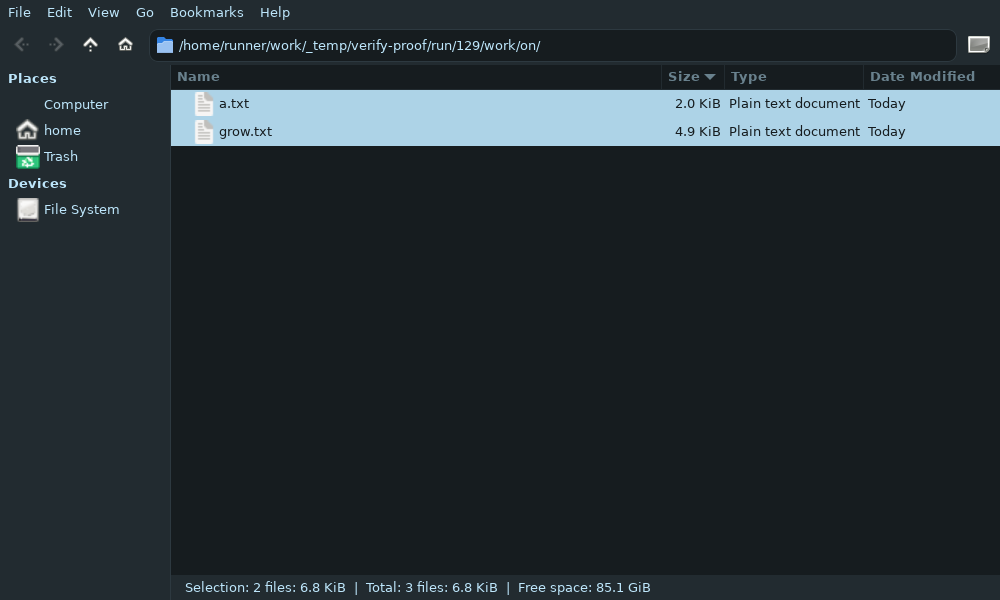 File Edit View Go Bookmarks Help
/home/runner/work/_temp/verify-proof/run/129/work/on/
Places
Computer
home
Trash
Devices
File System
Name Size Type Date Modified
a.txt 2.0 KiB Plain text document Today
grow.txt 4.9 KiB Plain text document Today
Selection: 2 files: 6.8 KiB | Total: 3 files: 6.8 KiB | Free space: 85.1 GiB